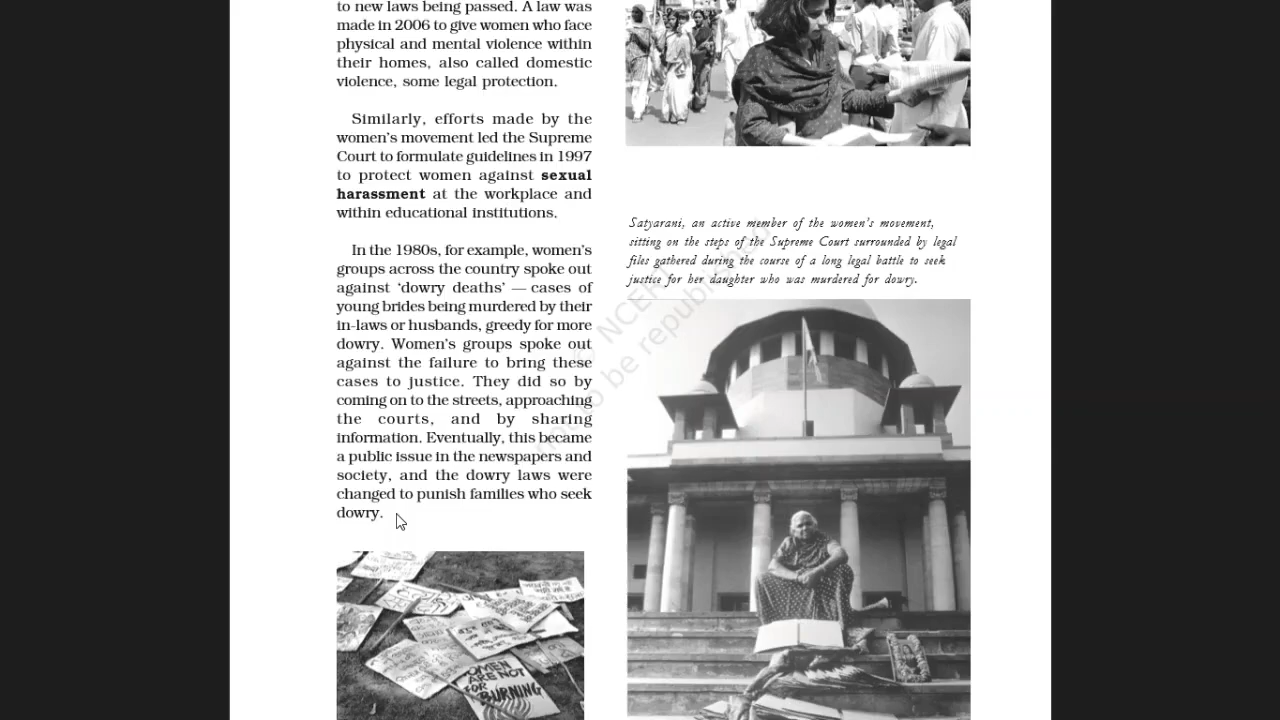 to new laws being passed. A law was
made in 2006 to give women who face
physical and mental violence within
their homes, also called domestic
violence, some legal protection.
Similarly, efforts made by the
women's movement led the Supreme
Court to formulate guidelines in 1997
to protect women against sexual
harassment at the workplace and
within educational institutions.
In the 1980s, for example, women's
groups across the country spoke out
against 'dowry deaths' — cases of
young brides being murdered by their
in-laws or husbands, greedy for more
dowry. Women's groups spoke out
against the failure to bring these
cases to justice. They did so by
coming on to the streets, approaching
the courts, and by sharing
information. Eventually, this became
a public issue in the newspapers and
society, and the dowry laws were
changed to punish families who seek
dowry.
WOMEN
ARE NOT
FOR
BURNING
Satyarani, an active member of the women's movement,
sitting on the steps of the Supreme Court surrounded by legal
files gathered during the course of a long legal battle to seek
justice for her daughter who was murdered for dowry.
© NCERT
not to be republished